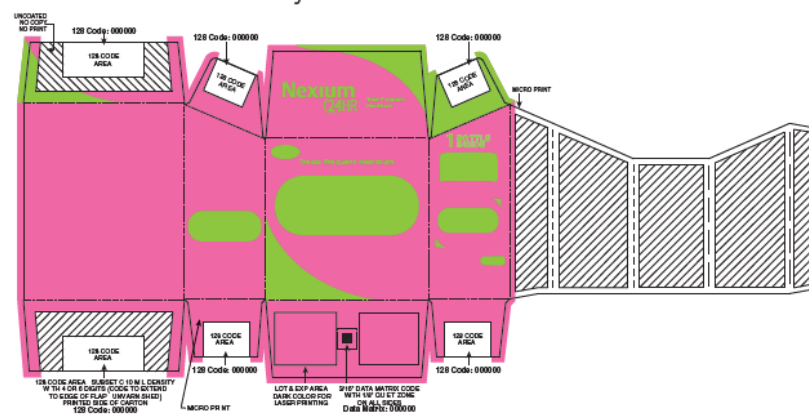 UNCOATED
NO COPY
NO PRINT
128 Code: 000000
128 CODE
AREA
128 Code: 000000
128 CODE
AREA
128 Code: 000000
128 CODE
AREA
MICRO PRINT
Nexium
24HR
128 CODE
AREA
128 CODE AREA SUBSET C 10 MIL DENSITY
WITH 4 OR 6 DIGITS (CODE TO EXTEND
TO EDGE OF FLAP UNVARNISHED)
PRINTED SIDE OF CARTON
128 Code: 000000
128 CODE
AREA
128 Code: 000000
MICRO PRINT
LOT & EXP AREA
DARK COLOR FOR
LASER PRINTING
5/16" DATA MATRIX CODE
WITH 1/8" QUIET ZONE
ON ALL SIDES
Data Matrix: 000000
128 CODE
AREA
128 Code: 000000